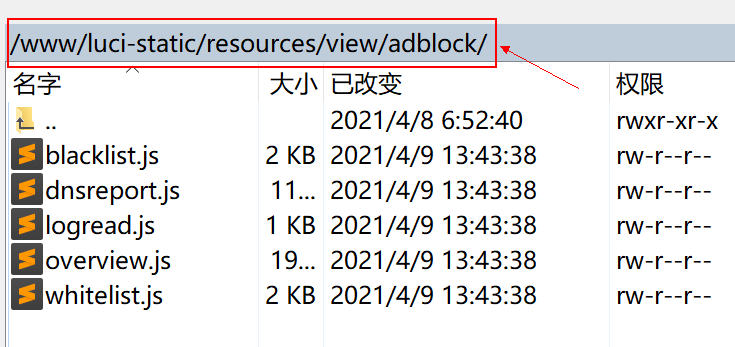 /www/luci-static/resources/view/adblock/
名字 大小 已改变 权限
.. 2021/4/8 6:52:40 rwxr-xr-x
blacklist.js 2 KB 2021/4/9 13:43:38 rw-r--r--
dnsreport.js 11... 2021/4/9 13:43:38 rw-r--r--
logread.js 1 KB 2021/4/9 13:43:38 rw-r--r--
overview.js 19... 2021/4/9 13:43:38 rw-r--r--
whitelist.js 2 KB 2021/4/9 13:43:38 rw-r--r--